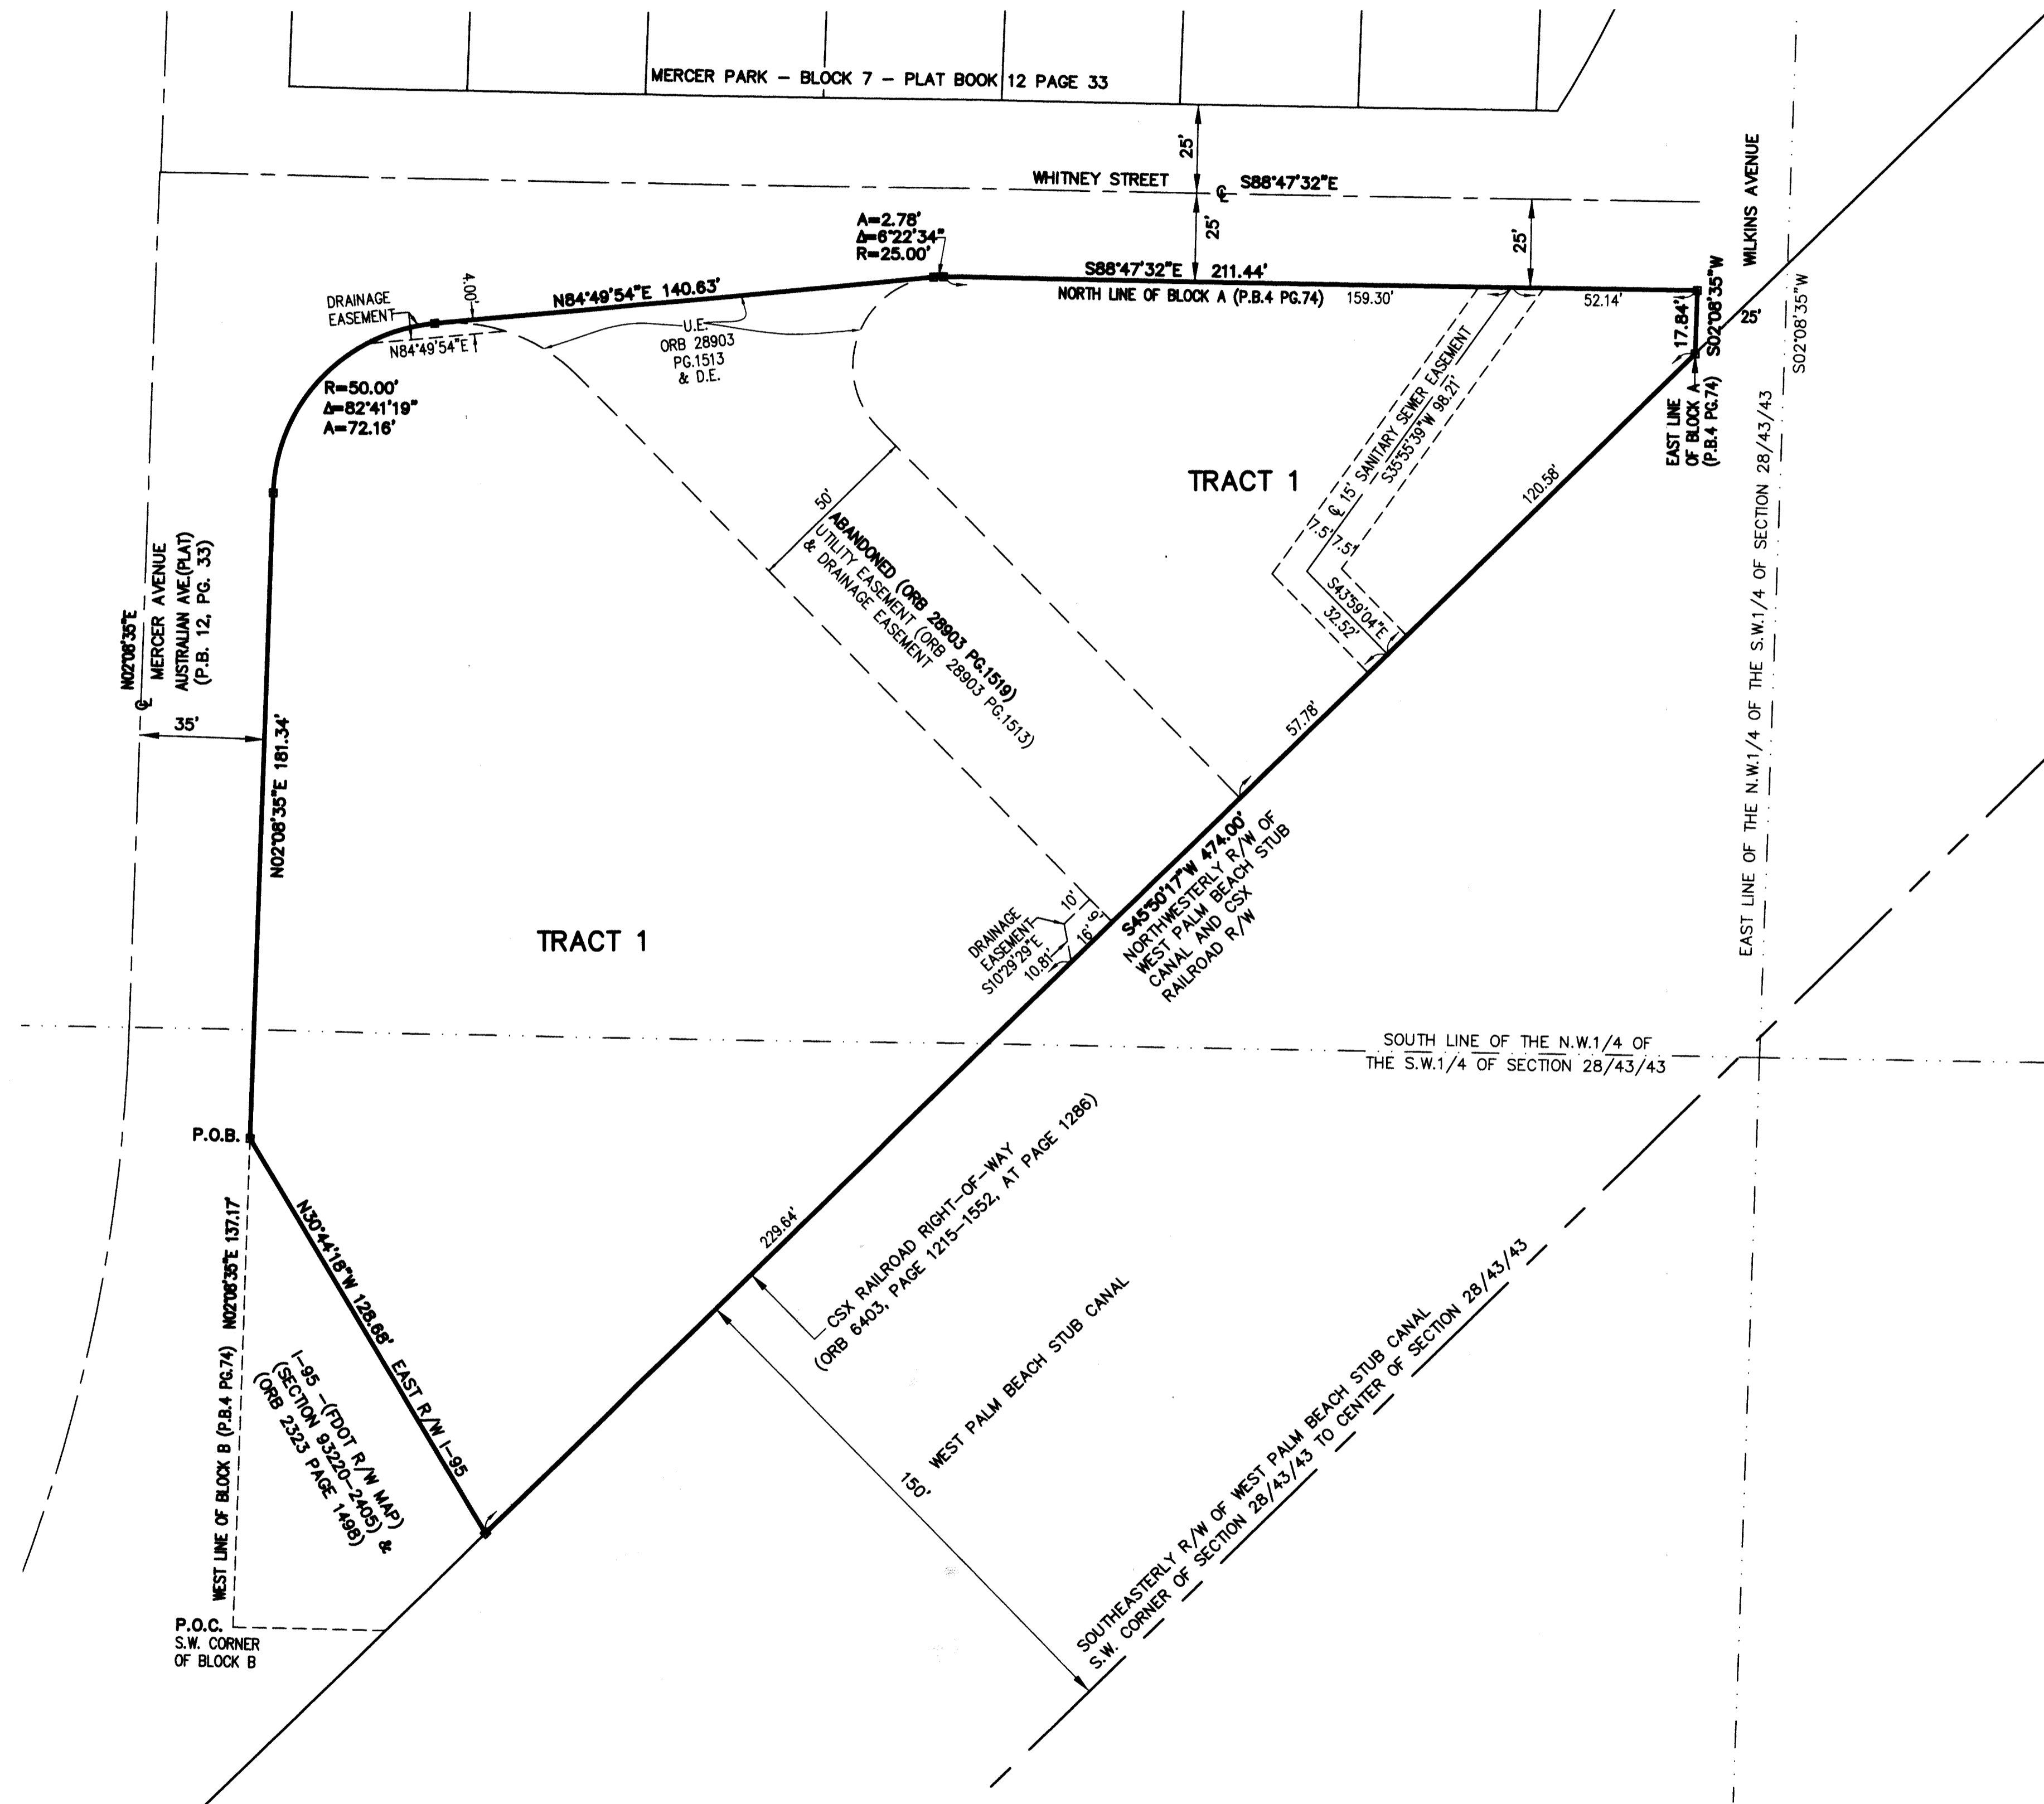 MERCER PARK – BLOCK 7 – PLAT BOOK 12 PAGE 33
25'
WHITNEY STREET
℄ S88°47'32"E
25'
25'
WILKINS AVENUE
A=2.78'
Δ=6°22'34"
R=25.00'
S88°47'32"E 211.44'
NORTH LINE OF BLOCK A (P.B.4 PG.74)
159.30'
52.14'
17.84'
S02°08'35"W
25'
S02°08'35"W
EAST LINE
OF BLOCK A
(P.B.4 PG.74)
DRAINAGE
EASEMENT
4.00'
N84°49'54"E 140.63'
N84°49'54"E
U.E.
ORB 28903
PG.1513
& D.E.
R=50.00'
Δ=82°41'19"
A=72.16'
℄ 15' SANITARY SEWER EASEMENT
S35°55'39"W 98.21'
7.5'
7.5'
S43°59'04"E
32.52'
120.58'
TRACT 1
50'
ABANDONED (ORB 28903 PG.1519)
UTILITY EASEMENT (ORB 28903 PG.1513)
& DRAINAGE EASEMENT
N02°08'35"E
℄
MERCER AVENUE
AUSTRALIAN AVE.(PLAT)
(P.B. 12, PG. 33)
35'
N02°08'35"E 181.34'
57.78'
EAST LINE OF THE N.W.1/4 OF THE S.W.1/4 OF SECTION 28/43/43
S45°50'17"W 474.00'
NORTHWESTERLY R/W OF
WEST PALM BEACH STUB
CANAL AND CSX
RAILROAD R/W
TRACT 1
DRAINAGE
EASEMENT
S10°29'29"E
10.81'
10'
9'
16'
SOUTH LINE OF THE N.W.1/4 OF
THE S.W.1/4 OF SECTION 28/43/43
P.O.B.
229.64'
CSX RAILROAD RIGHT–OF–WAY
(ORB 6403, PAGE 1215–1552, AT PAGE 1286)
WEST PALM BEACH STUB CANAL
150'
SOUTHEASTERLY R/W OF WEST PALM BEACH STUB CANAL
S.W. CORNER OF SECTION 28/43/43 TO CENTER OF SECTION 28/43/43
WEST LINE OF BLOCK B (P.B.4 PG.74) N02°08'35"E 137.17'
N30°44'18"W 128.68' EAST R/W I–95
I–95 –(FDOT R/W MAP)
(SECTION 93220–2405) &
(ORB 2323 PAGE 1498)
P.O.C.
S.W. CORNER
OF BLOCK B